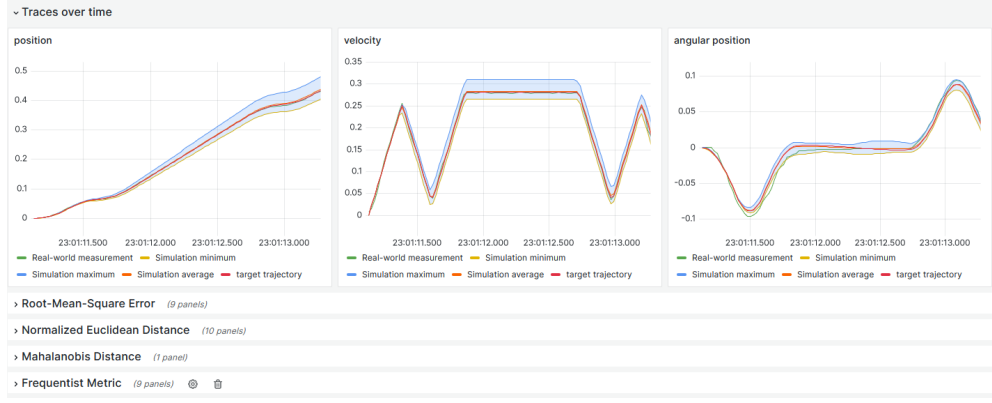 Traces over time
position
0.5
0.4
0.3
0.2
0.1
0
23:01:11.500 23:01:12.000 23:01:12.500 23:01:13.000
Real-world measurement Simulation minimum
Simulation maximum Simulation average target trajectory
velocity
0.35
0.3
0.25
0.2
0.15
0.1
0.05
0
23:01:11.500 23:01:12.000 23:01:12.500 23:01:13.000
Real-world measurement Simulation minimum
Simulation maximum Simulation average target trajectory
angular position
0.1
0.05
0
-0.05
-0.1
23:01:11.500 23:01:12.000 23:01:12.500 23:01:13.000
Real-world measurement Simulation minimum
Simulation maximum Simulation average target trajectory
Root-Mean-Square Error (9 panels)
Normalized Euclidean Distance (10 panels)
Mahalanobis Distance (1 panel)
Frequentist Metric (9 panels)